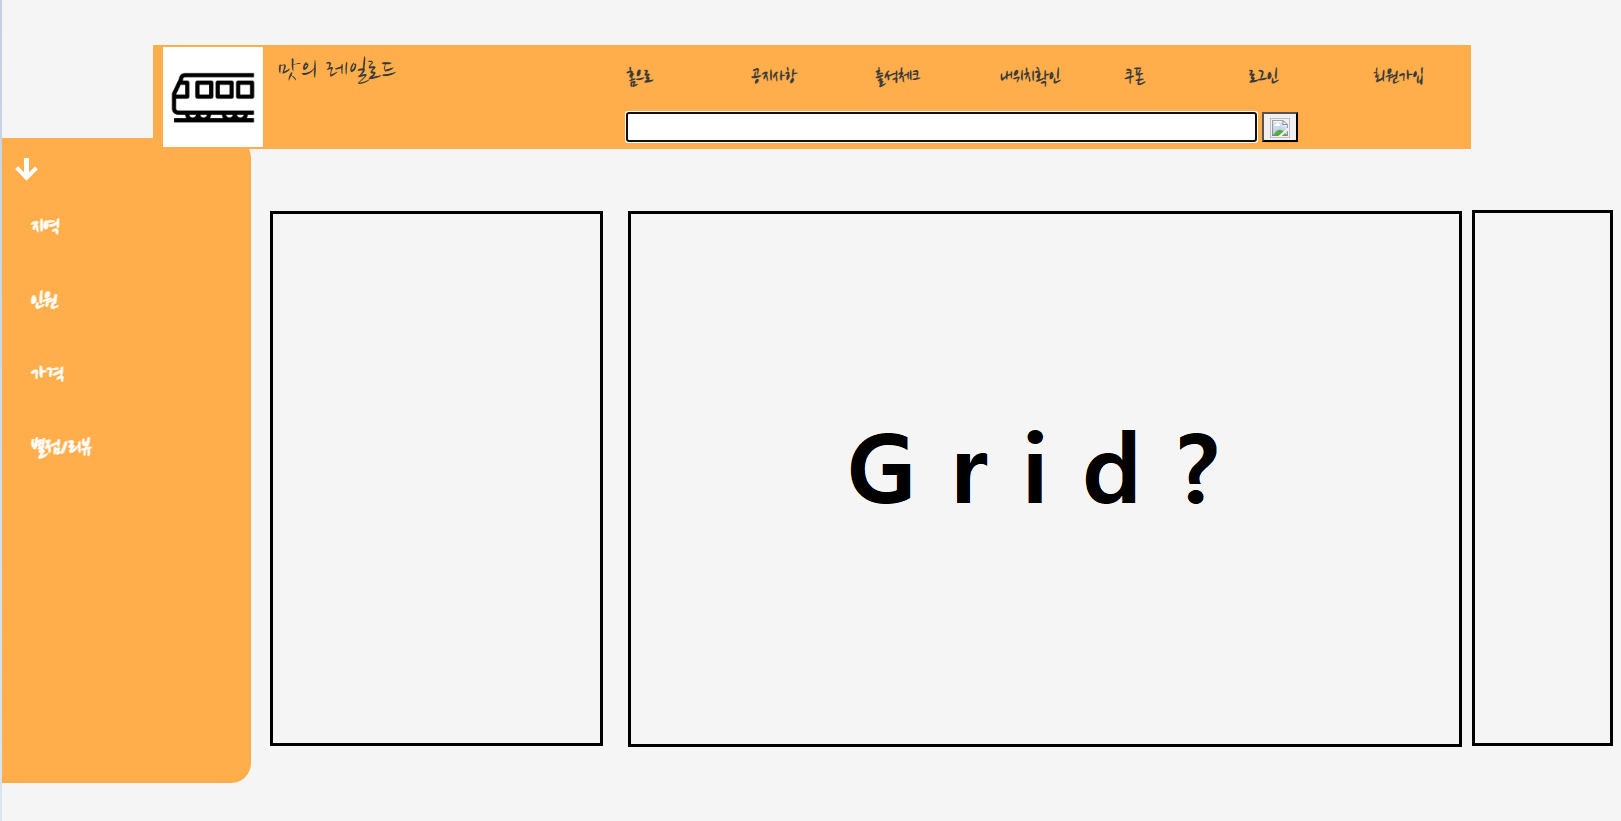 맛의 레일로드
홈으로 공지사항 출석체크 내위치확인 쿠폰 로그인 회원가입
지역
인원
가격
별점/리뷰
G r i d ?